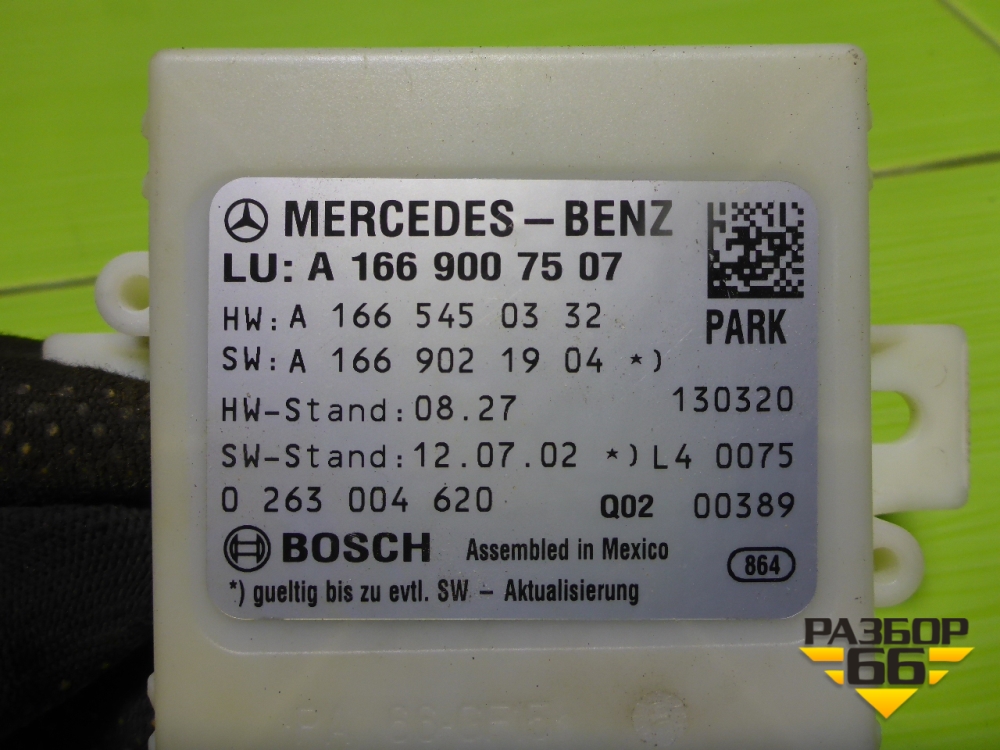 MERCEDES-BENZ
LU: A 166 900 75 07
HW: A 166 545 03 32
PARK
SW: A 166 902 19 04 *)
HW-Stand: 08.27 130320
SW-Stand: 12.07.02 *) L4 0075
0 263 004 620 Q02 00389
BOSCH Assembled in Mexico 864
*) gueltig bis zu evtl. SW - Aktualisierung
РАЗБОР
66